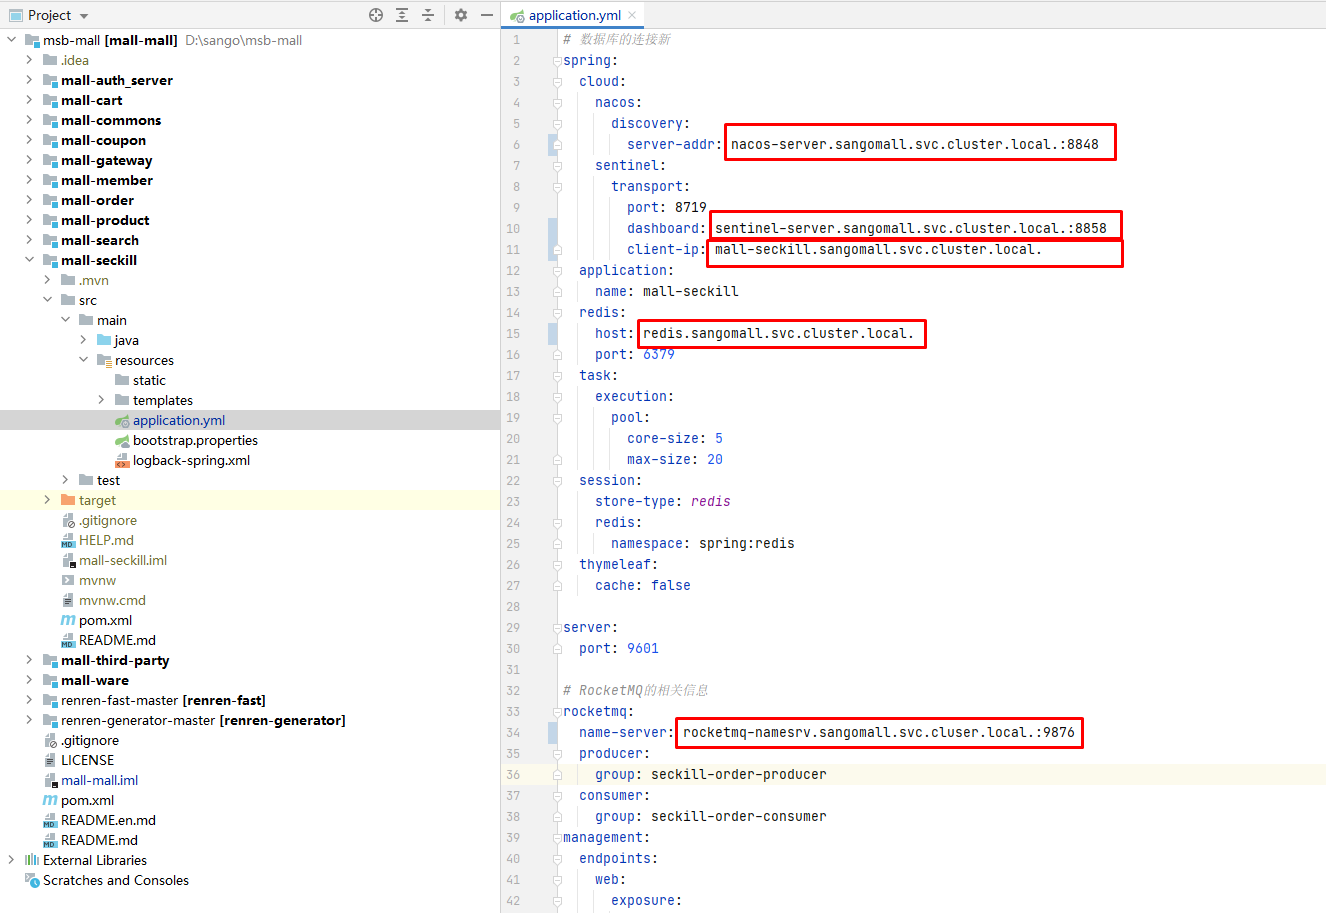 Project
application.yml
msb-mall [mall-mall] D:\sango\msb-mall
.idea
mall-auth_server
mall-cart
mall-commons
mall-coupon
mall-gateway
mall-member
mall-order
mall-product
mall-search
mall-seckill
.mvn
src
main
java
resources
static
templates
application.yml
bootstrap.properties
logback-spring.xml
test
target
.gitignore
HELP.md
mall-seckill.iml
mvnw
mvnw.cmd
pom.xml
README.md
mall-third-party
mall-ware
renren-fast-master [renren-fast]
renren-generator-master [renren-generator]
.gitignore
LICENSE
mall-mall.iml
pom.xml
README.en.md
README.md
External Libraries
Scratches and Consoles
1 # 数据库的连接新
2 spring:
3 cloud:
4 nacos:
5 discovery:
6 server-addr: nacos-server.sangomall.svc.cluster.local.:8848
7 sentinel:
8 transport:
9 port: 8719
10 dashboard: sentinel-server.sangomall.svc.cluster.local.:8858
11 client-ip: mall-seckill.sangomall.svc.cluster.local.
12 application:
13 name: mall-seckill
14 redis:
15 host: redis.sangomall.svc.cluster.local.
16 port: 6379
17 task:
18 execution:
19 pool:
20 core-size: 5
21 max-size: 20
22 session:
23 store-type: redis
24 redis:
25 namespace: spring:redis
26 thymeleaf:
27 cache: false
28
29 server:
30 port: 9601
31
32 # RocketMQ的相关信息
33 rocketmq:
34 name-server: rocketmq-namesrv.sangomall.svc.cluser.local.:9876
35 producer:
36 group: seckill-order-producer
37 consumer:
38 group: seckill-order-consumer
39 management:
40 endpoints:
41 web:
42 exposure: